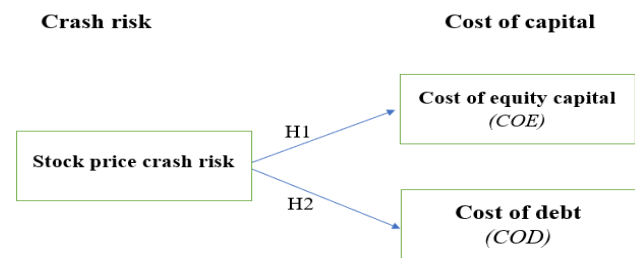 Crash risk
Cost of capital
Stock price crash risk
H1
H2
Cost of equity capital
(COE)
Cost of debt
(COD)